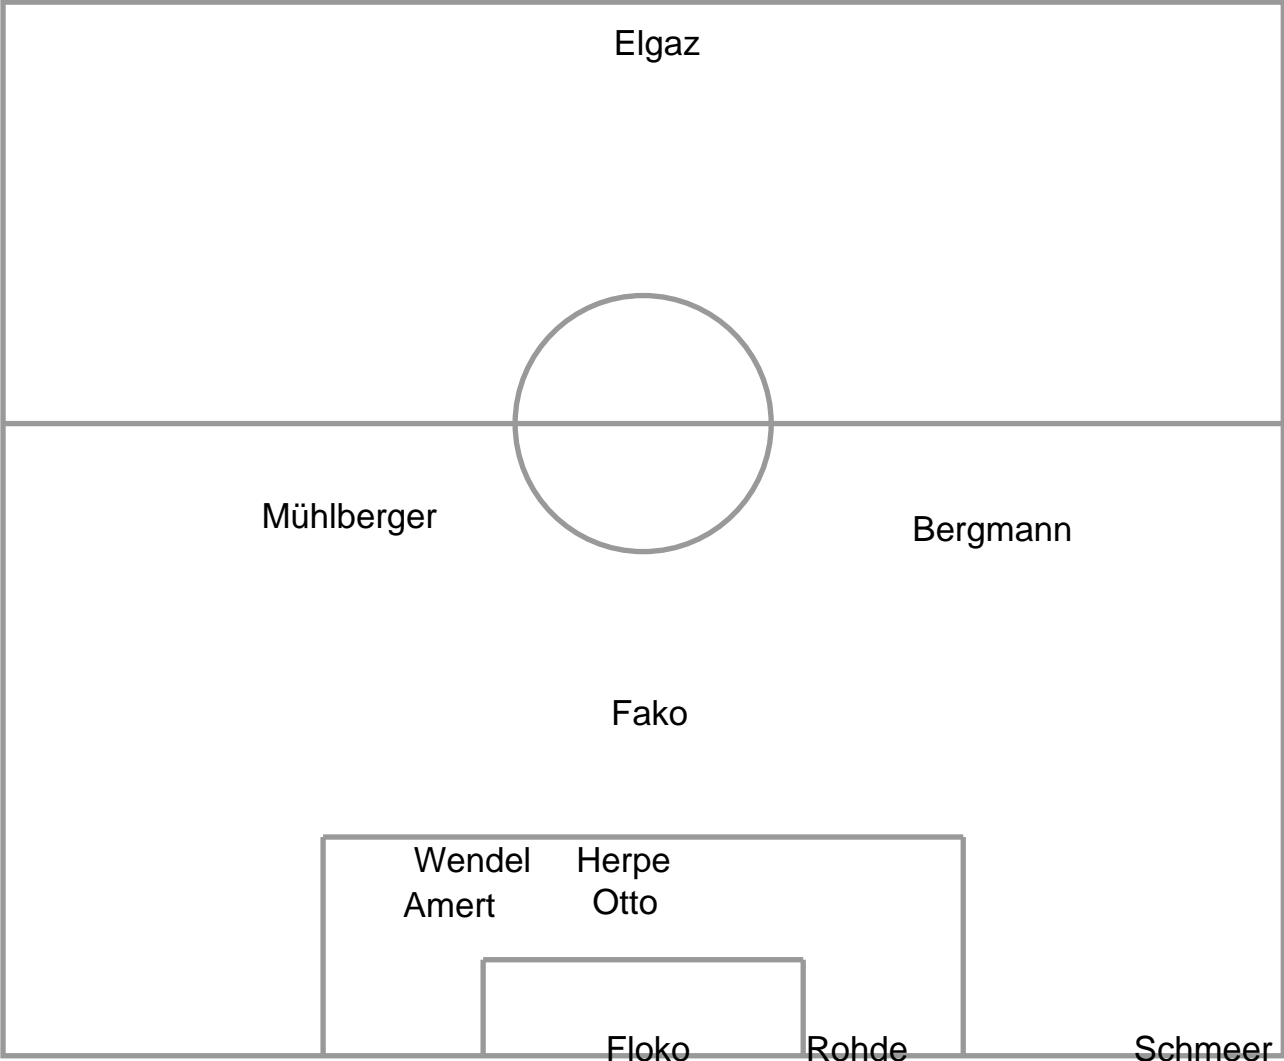 Elgaz
Mühlberger
Bergmann
Fako
Wendel Herpe
Amert Otto
Floko Rohde Schmeer